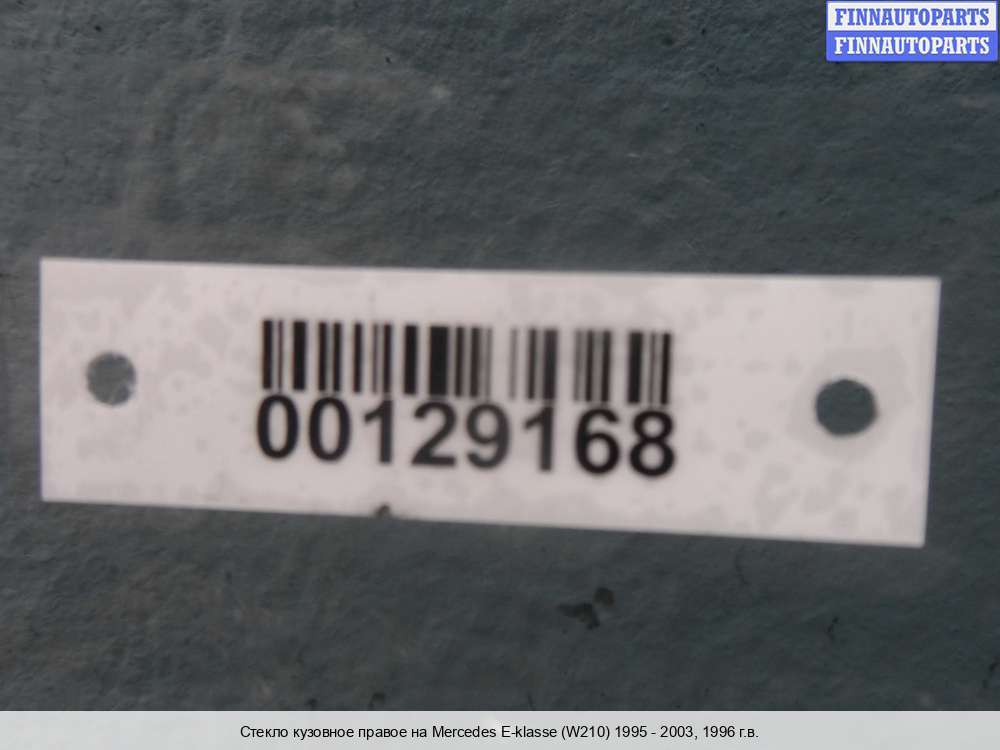 FINNAUTOPARTS
FINNAUTOPARTS
00129168
Стекло кузовное правое на Mercedes E-klasse (W210) 1995 - 2003, 1996 г.в.